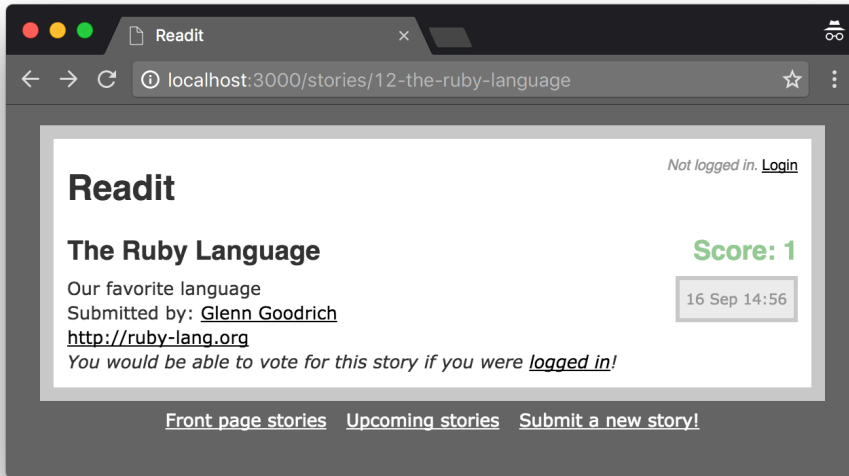 Readit
localhost:3000/stories/12-the-ruby-language
Not logged in. Login
Readit
The Ruby Language
Score: 1
Our favorite language
16 Sep 14:56
Submitted by: Glenn Goodrich
http://ruby-lang.org
You would be able to vote for this story if you were logged in!
Front page stories Upcoming stories Submit a new story!